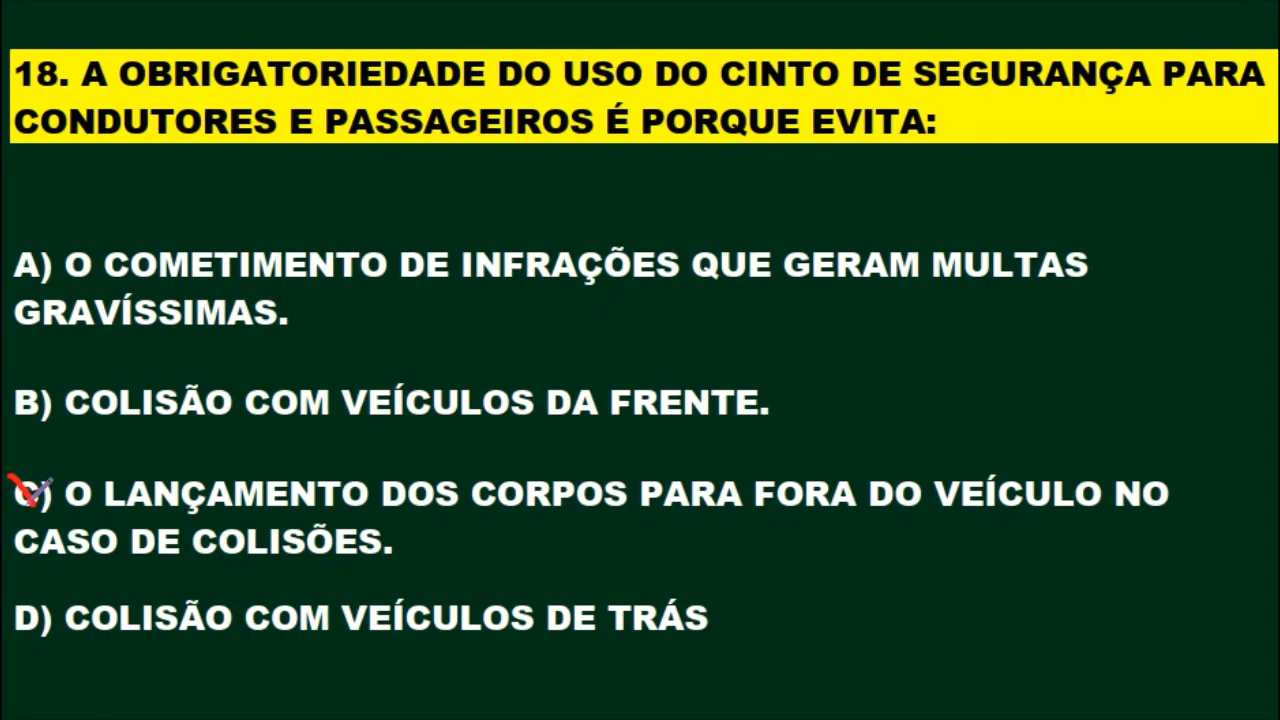 18. A OBRIGATORIEDADE DO USO DO CINTO DE SEGURANÇA PARA
CONDUTORES E PASSAGEIROS É PORQUE EVITA:
A) O COMETIMENTO DE INFRAÇÕES QUE GERAM MULTAS
GRAVÍSSIMAS.
B) COLISÃO COM VEÍCULOS DA FRENTE.
C) O LANÇAMENTO DOS CORPOS PARA FORA DO VEÍCULO NO
CASO DE COLISÕES.
D) COLISÃO COM VEÍCULOS DE TRÁS